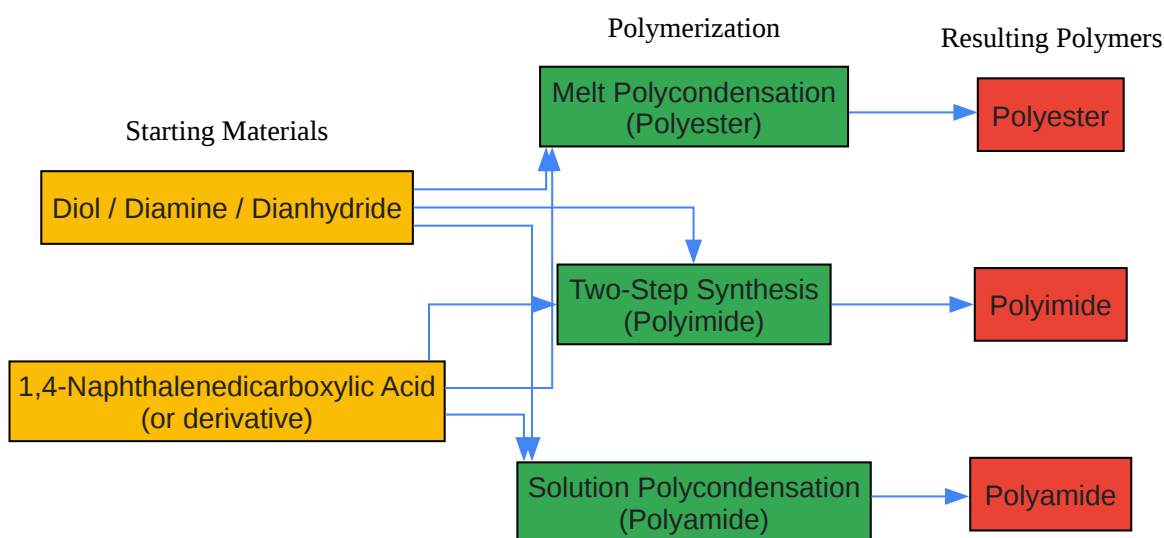 Polymerization
Resulting Polymers
Starting Materials
Melt Polycondensation
(Polyester)
Polyester
Diol / Diamine / Dianhydride
Two-Step Synthesis
(Polyimide)
Polyimide
1,4-Naphthalenedicarboxylic Acid
(or derivative)
Solution Polycondensation
(Polyamide)
Polyamide